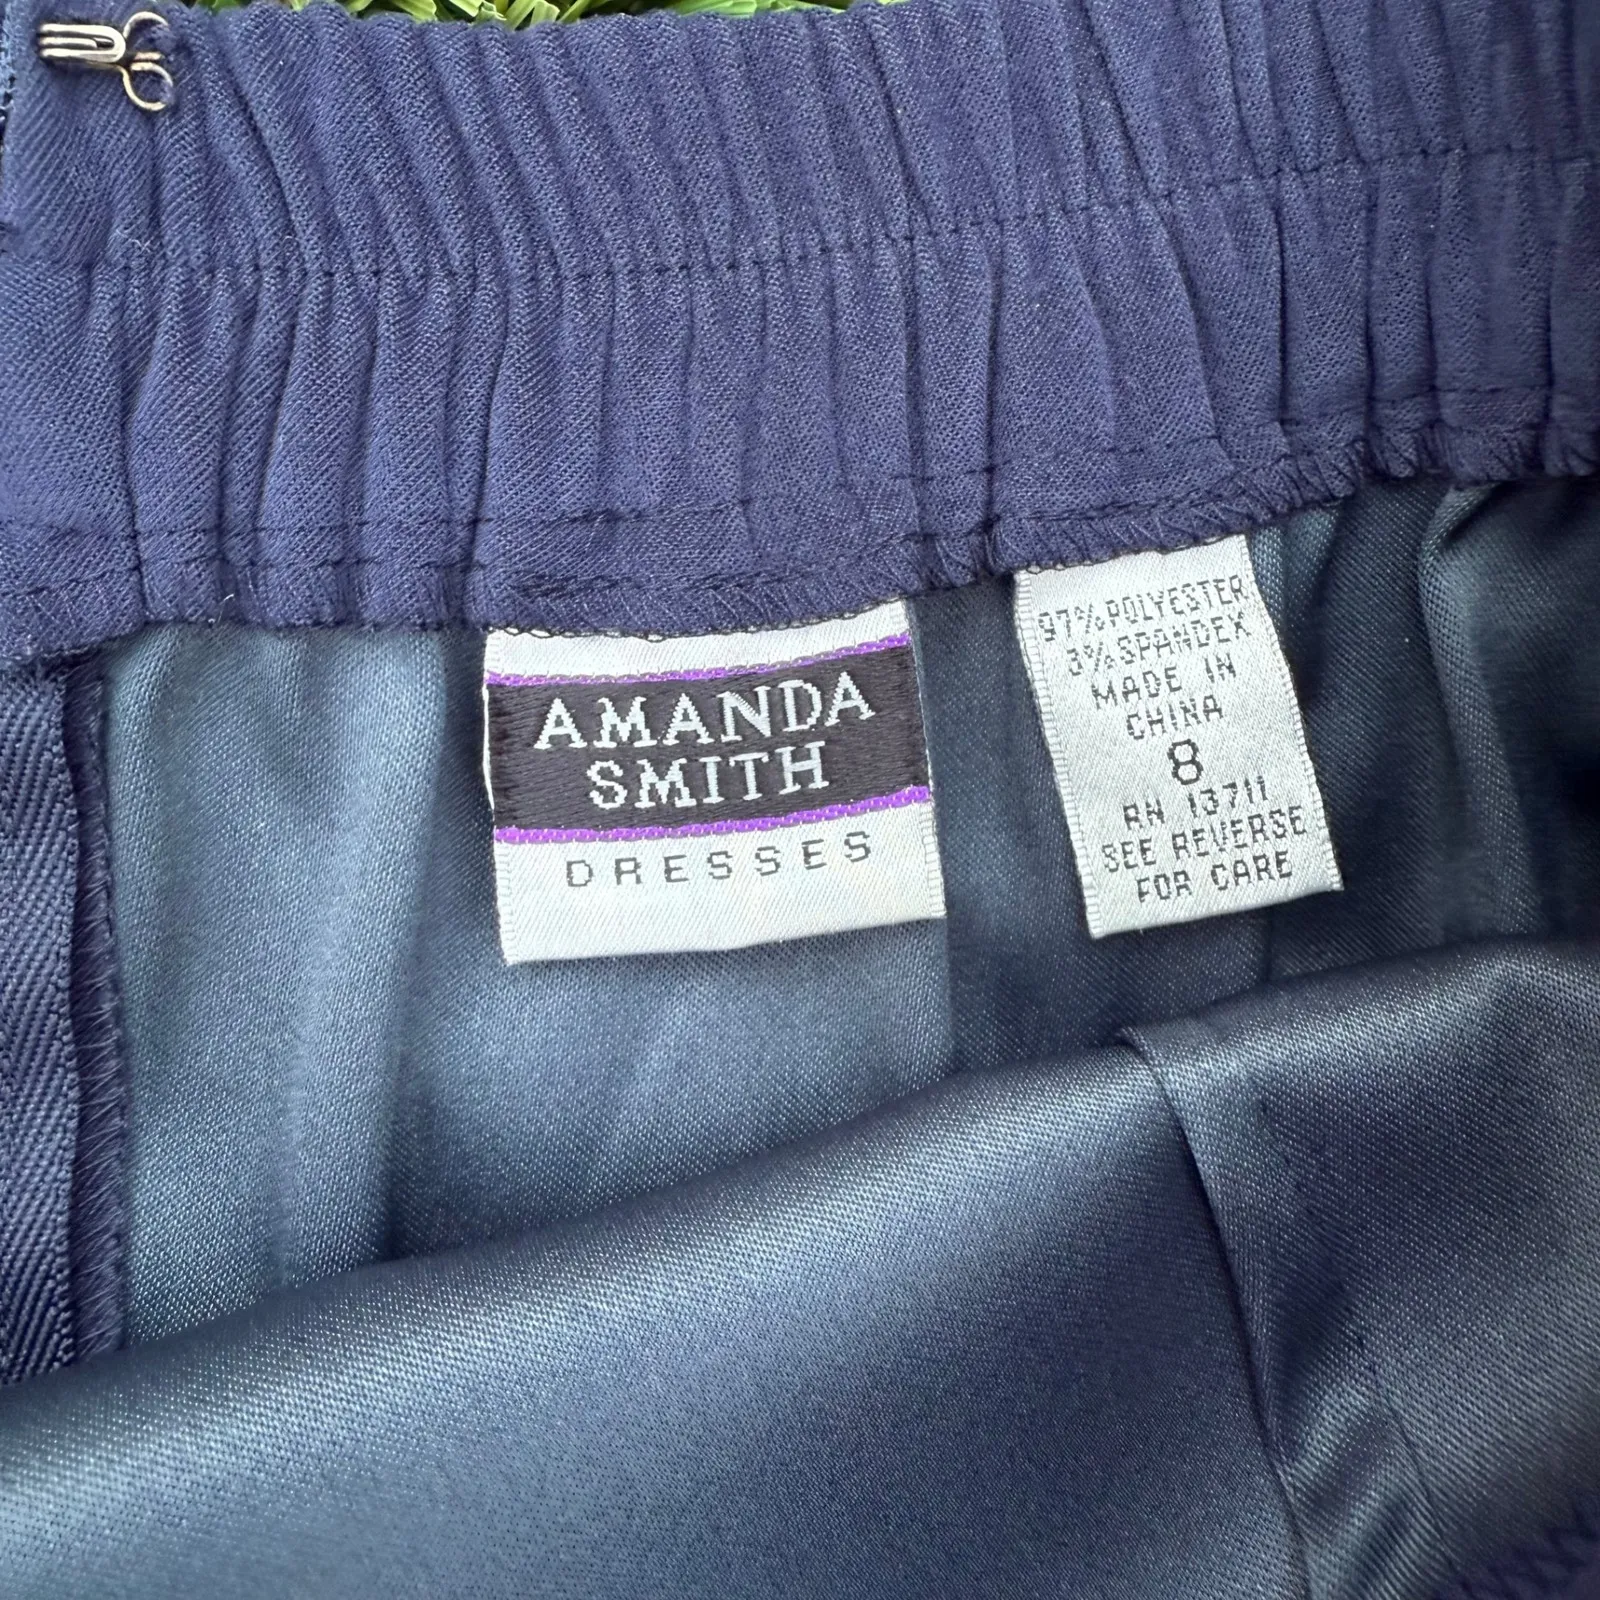 AMANDA
SMITH
DRESSES
97% POLYESTER
3% SPANDEX
MADE IN
CHINA
8
RN 13711
SEE REVERSE
FOR CARE